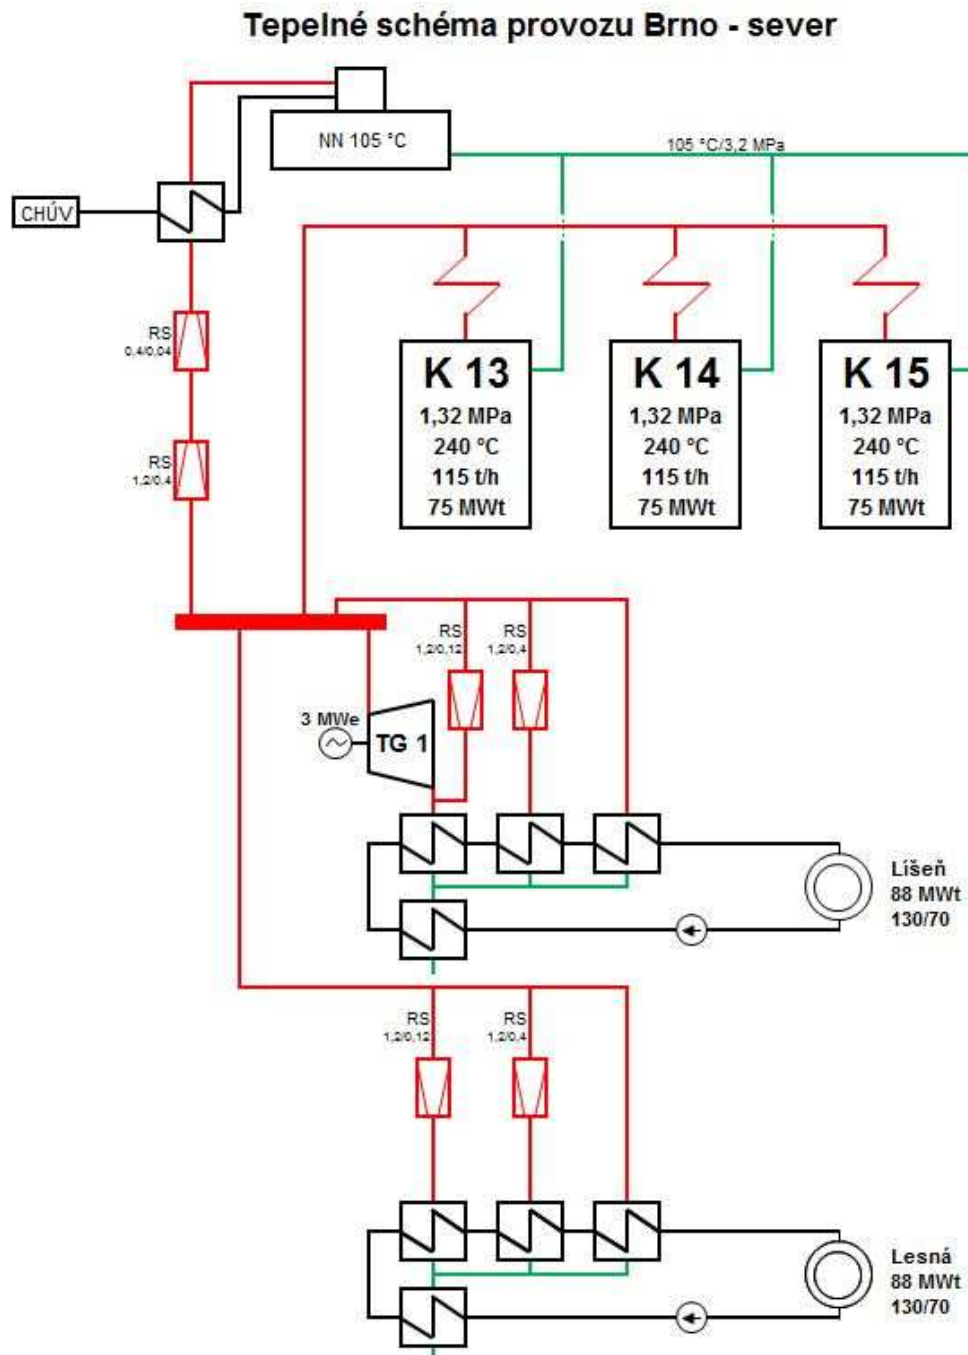 Tepelné schéma provozu Brno - sever
NN 105 °C
105 °C/3,2 MPa
CHÚV
RS
0,4/0,04
RS
1,2/0,4
K 13
1,32 MPa
240 °C
115 t/h
75 MWt
K 14
1,32 MPa
240 °C
115 t/h
75 MWt
K 15
1,32 MPa
240 °C
115 t/h
75 MWt
RS
1,2/0,12
RS
1,2/0,4
3 MWe
TG 1
Líšeň
88 MWt
130/70
RS
1,2/0,12
RS
1,2/0,4
Lesná
88 MWt
130/70